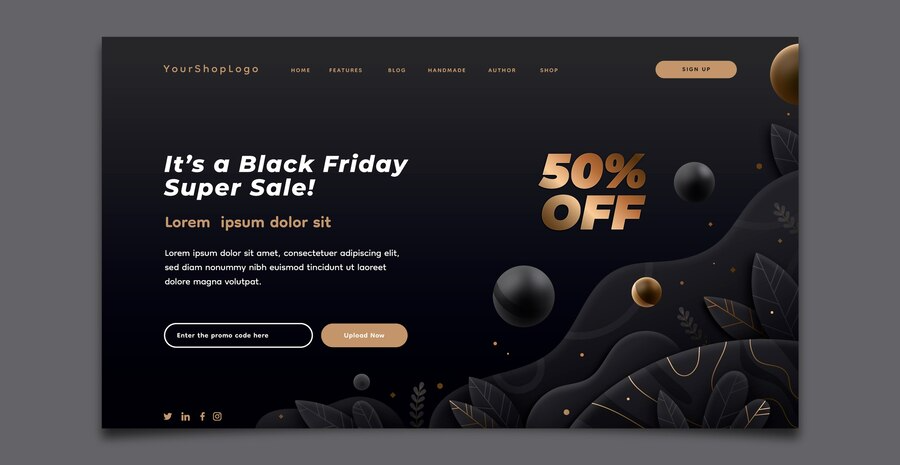 YourShopLogo
HOME FEATURES BLOG HANDMADE AUTHOR SHOP
SIGN UP
It's a Black Friday
Super Sale!
Lorem ipsum dolor sit
Lorem ipsum dolor sit amet, consectetuer adipiscing elit,
sed diam nonummy nibh euismod tincidunt ut laoreet
dolore magna volutpat.
Enter the promo code here
Upload Now
50%
OFF